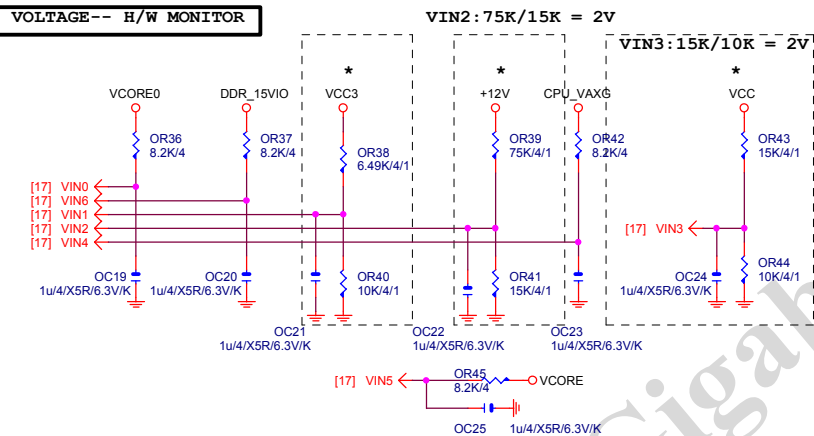 VOLTAGE-- H/W MONITOR
VIN2:75K/15K = 2V
VIN3:15K/10K = 2V
* * *
VCORE0 DDR_15VIO VCC3 +12V CPU_VAXG VCC
OR36
8.2K/4
OR37
8.2K/4
OR38
6.49K/4/1
OR39
75K/4/1
OR42
8.2K/4
OR43
15K/4/1
[17] VIN0
[17] VIN6
[17] VIN1
[17] VIN2
[17] VIN4
[17] VIN3
OC19
1u/4/X5R/6.3V/K
OC20
1u/4/X5R/6.3V/K
OR40
10K/4/1
OR41
15K/4/1
OC24
1u/4/X5R/6.3V/K
OR44
10K/4/1
OC21
1u/4/X5R/6.3V/K
OC22
1u/4/X5R/6.3V/K
OC23
1u/4/X5R/6.3V/K
[17] VIN5
OR45
8.2K/4
VCORE
OC25
1u/4/X5R/6.3V/K
Gigab